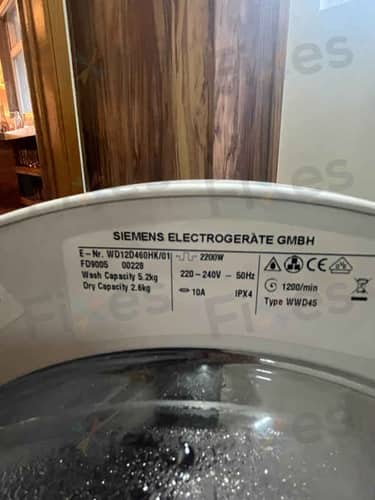 SIEMENS ELECTROGERÄTE GMBH
E-Nr. WD12D460HK/01 2200W
FD9005 00228
Wash Capacity 5.2kg 220-240V ~ 50Hz 1200/min
Dry Capacity 2.6kg 10A IPX4 Type WWD45
Fixes